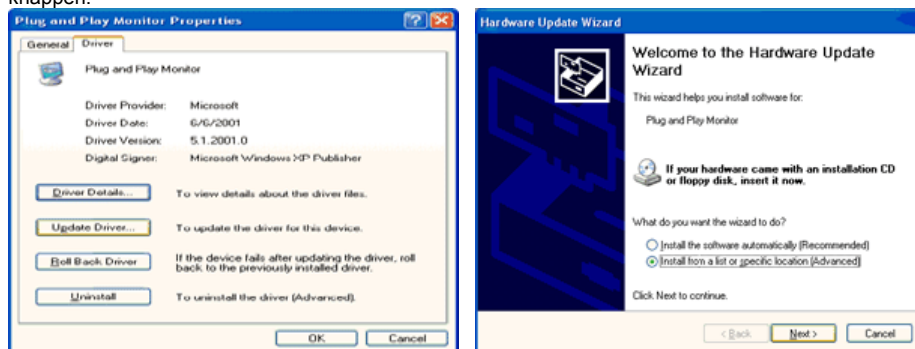 knappen.
Plug and Play Monitor Properties
General Driver
Plug and Play Monitor
Driver Provider: Microsoft
Driver Date: 6/6/2001
Driver Version: 5.1.2001.0
Digital Signer: Microsoft Windows XP Publisher
Driver Details... To view details about the driver files.
Update Driver... To update the driver for this device.
Roll Back Driver If the device fails after updating the driver, roll
back to the previously installed driver.
Uninstall To uninstall the driver (Advanced).
OK Cancel
Hardware Update Wizard
Welcome to the Hardware Update
Wizard
This wizard helps you install software for:
Plug and Play Monitor
If your hardware came with an installation CD
or floppy disk, insert it now.
What do you want the wizard to do?
Install the software automatically (Recommended)
Install from a list or specific location (Advanced)
Click Next to continue.
< Back Next > Cancel